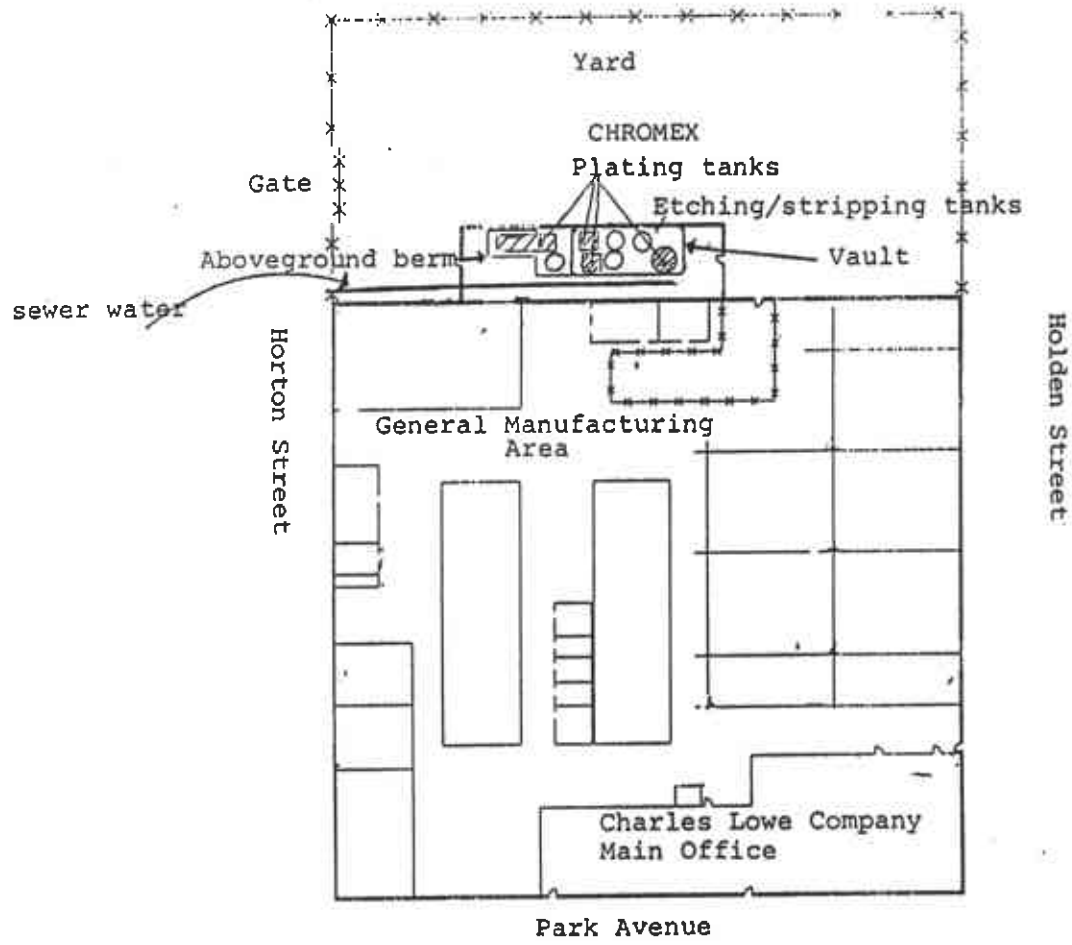 Yard
CHROMEX
Plating tanks
Gate
Etching/stripping tanks
Aboveground berm
Vault
sewer water
Horton Street
Holden Street
General Manufacturing
Area
Charles Lowe Company
Main Office
Park Avenue